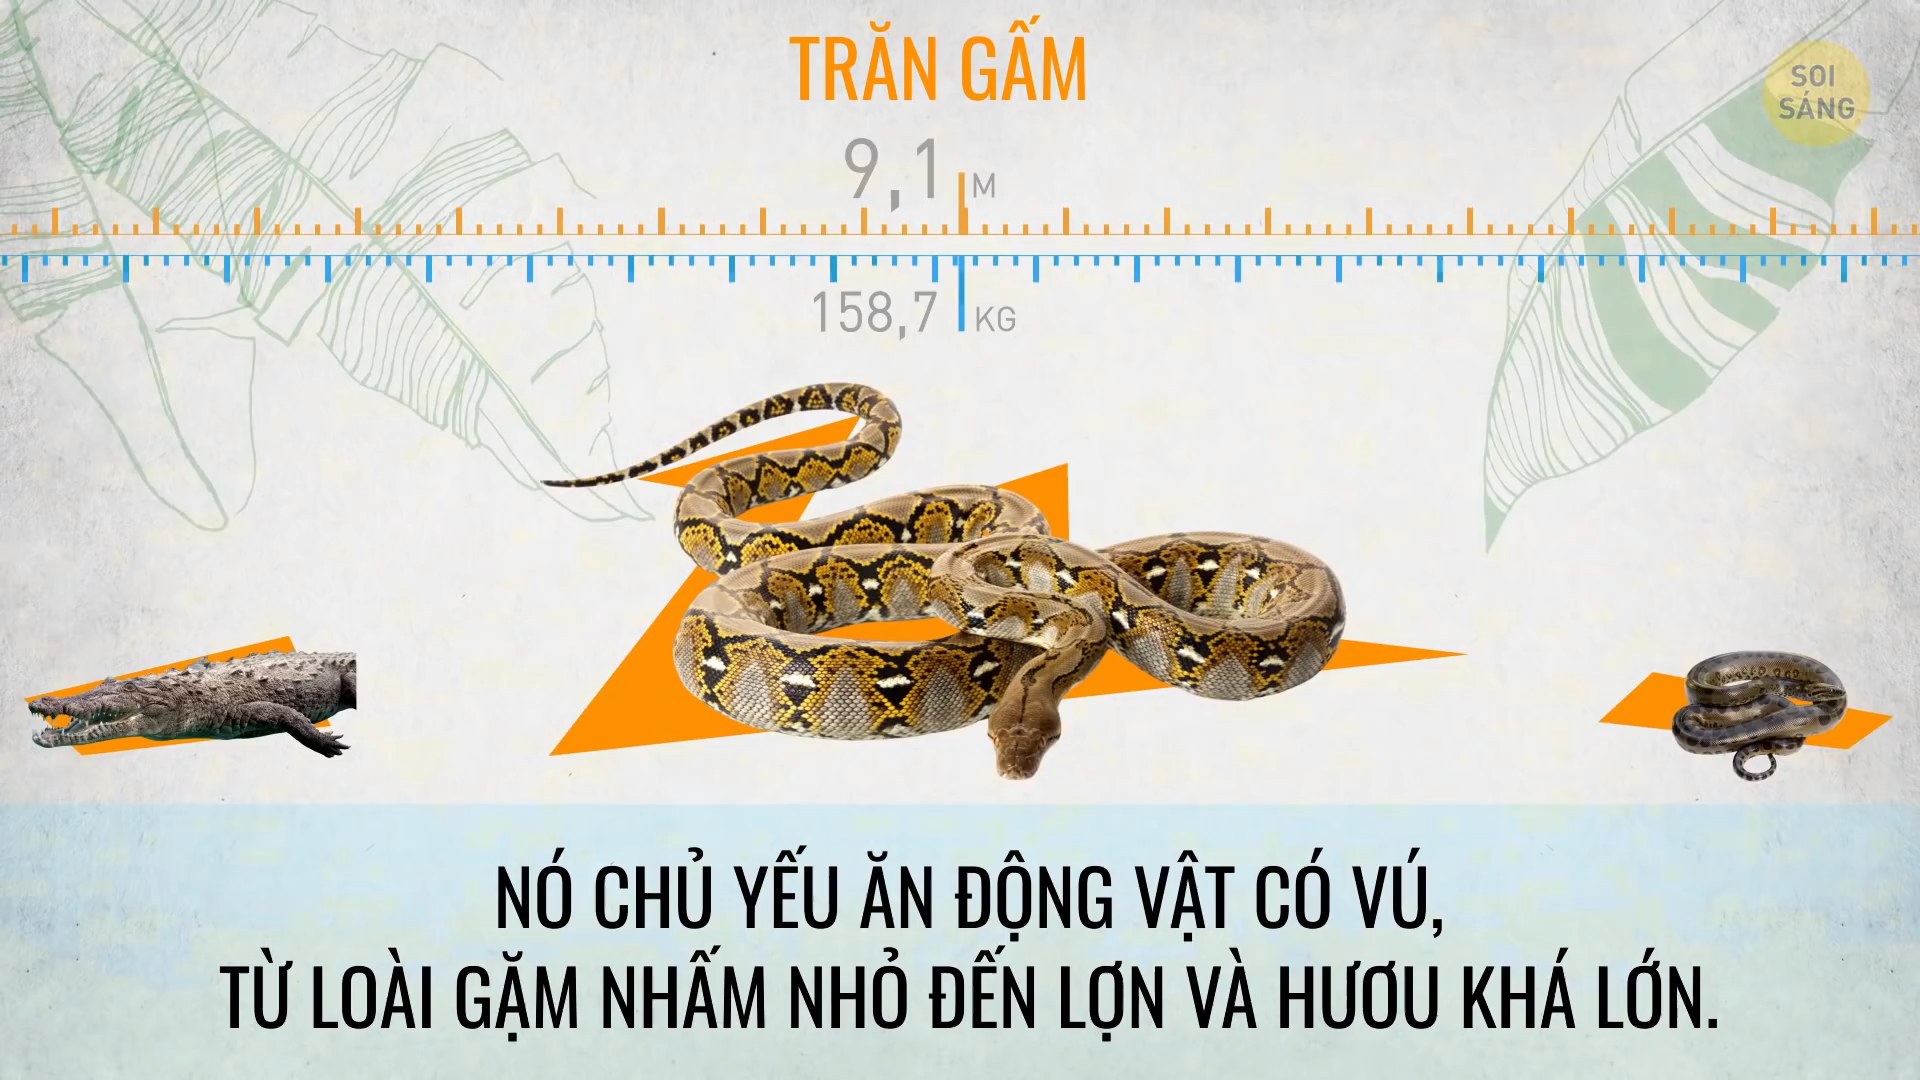 TRĂN GẤM
SOI
SÁNG
9,1 M
158,7 KG
NÓ CHỦ YẾU ĂN ĐỘNG VẬT CÓ VÚ,
TỪ LOÀI GẶM NHẤM NHỎ ĐẾN LỢN VÀ HƯƠU KHÁ LỚN.